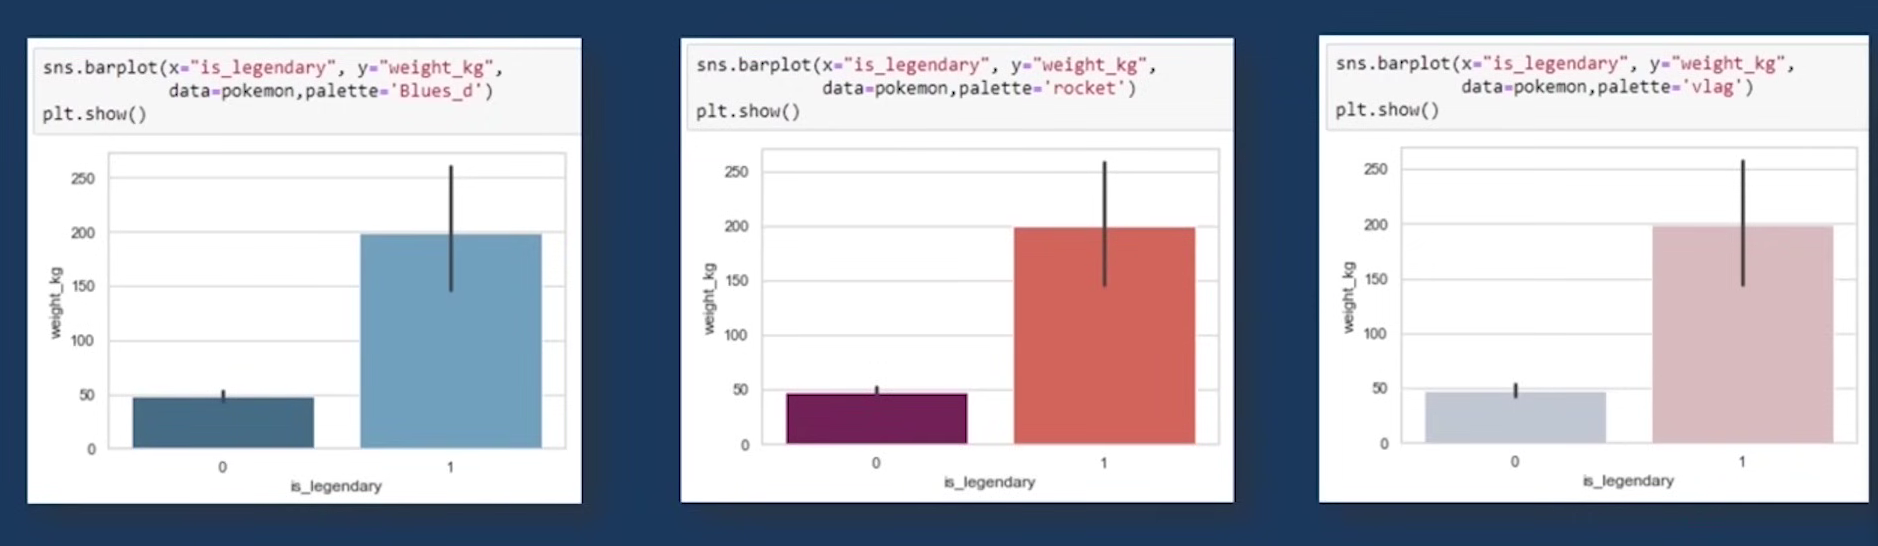 sns.barplot(x="is_legendary", y="weight_kg",
data=pokemon,palette='Blues_d')
plt.show()
250
200
150
100
50
0
weight_kg
0 1
is_legendary
sns.barplot(x="is_legendary", y="weight_kg",
data=pokemon,palette='rocket')
plt.show()
250
200
150
100
50
0
weight_kg
0 1
is_legendary
sns.barplot(x="is_legendary", y="weight_kg",
data=pokemon,palette='vlag')
plt.show()
250
200
150
100
50
0
weight_kg
0 1
is_legendary